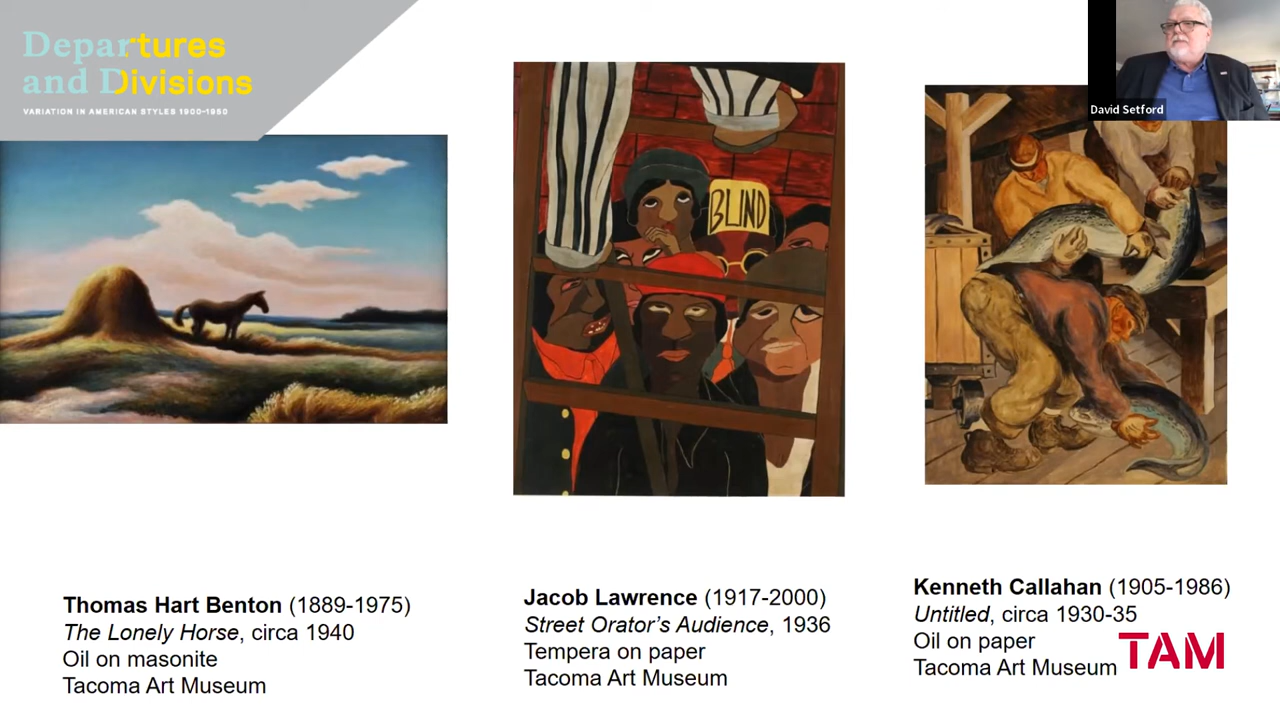 Departures
and Divisions
VARIATION IN AMERICAN STYLES 1900-1950
David Setford
BLIND
Thomas Hart Benton (1889-1975)
The Lonely Horse, circa 1940
Oil on masonite
Tacoma Art Museum
Jacob Lawrence (1917-2000)
Street Orator's Audience, 1936
Tempera on paper
Tacoma Art Museum
Kenneth Callahan (1905-1986)
Untitled, circa 1930-35
Oil on paper
Tacoma Art Museum
TAM